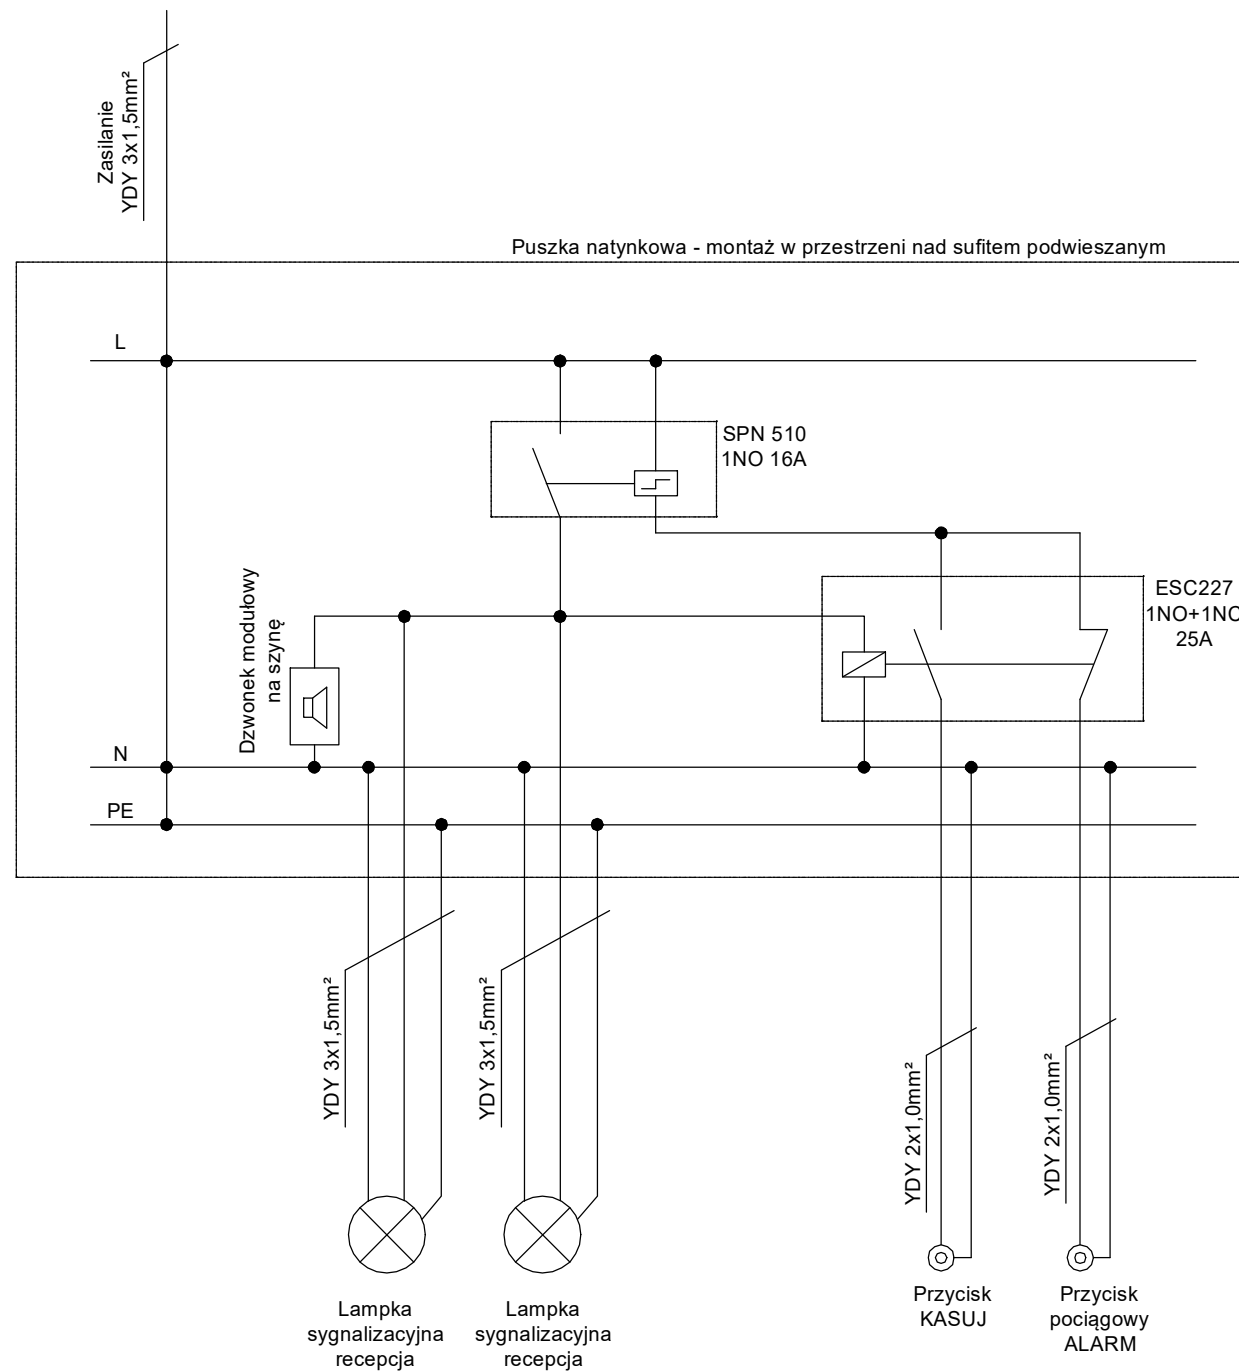 Zasilanie
YDY 3x1,5mm²
Puszka natynkowa - montaż w przestrzeni nad sufitem podwieszanym
L
SPN 510
1NO 16A
ESC227
1NO+1NC
25A
Dzwonek modułowy
na szynę
N
PE
YDY 3x1,5mm²
YDY 3x1,5mm²
YDY 2x1,0mm²
YDY 2x1,0mm²
Lampka
sygnalizacyjna
recepcja
Lampka
sygnalizacyjna
recepcja
Przycisk
KASUJ
Przycisk
pociągowy
ALARM